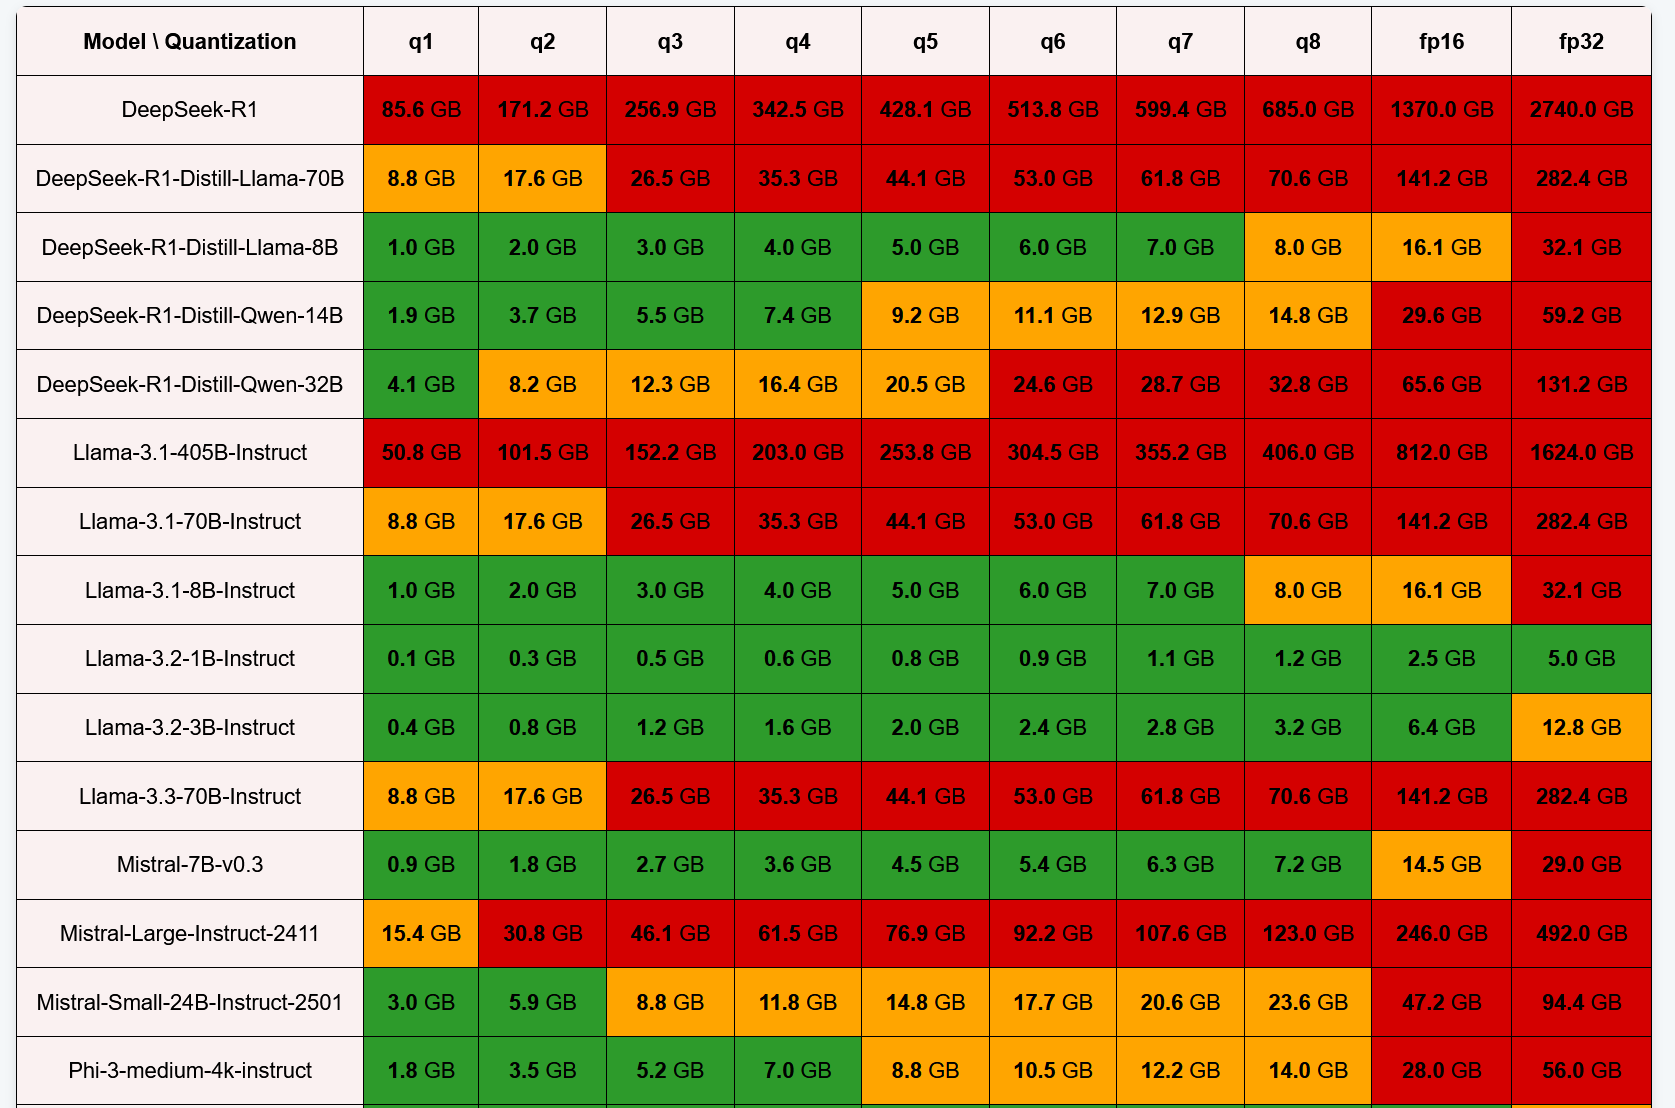 Model \ Quantization q1 q2 q3 q4 q5 q6 q7 q8 fp16 fp32
DeepSeek-R1 85.6 GB 171.2 GB 256.9 GB 342.5 GB 428.1 GB 513.8 GB 599.4 GB 685.0 GB 1370.0 GB 2740.0 GB
DeepSeek-R1-Distill-Llama-70B 8.8 GB 17.6 GB 26.5 GB 35.3 GB 44.1 GB 53.0 GB 61.8 GB 70.6 GB 141.2 GB 282.4 GB
DeepSeek-R1-Distill-Llama-8B 1.0 GB 2.0 GB 3.0 GB 4.0 GB 5.0 GB 6.0 GB 7.0 GB 8.0 GB 16.1 GB 32.1 GB
DeepSeek-R1-Distill-Qwen-14B 1.9 GB 3.7 GB 5.5 GB 7.4 GB 9.2 GB 11.1 GB 12.9 GB 14.8 GB 29.6 GB 59.2 GB
DeepSeek-R1-Distill-Qwen-32B 4.1 GB 8.2 GB 12.3 GB 16.4 GB 20.5 GB 24.6 GB 28.7 GB 32.8 GB 65.6 GB 131.2 GB
Llama-3.1-405B-Instruct 50.8 GB 101.5 GB 152.2 GB 203.0 GB 253.8 GB 304.5 GB 355.2 GB 406.0 GB 812.0 GB 1624.0 GB
Llama-3.1-70B-Instruct 8.8 GB 17.6 GB 26.5 GB 35.3 GB 44.1 GB 53.0 GB 61.8 GB 70.6 GB 141.2 GB 282.4 GB
Llama-3.1-8B-Instruct 1.0 GB 2.0 GB 3.0 GB 4.0 GB 5.0 GB 6.0 GB 7.0 GB 8.0 GB 16.1 GB 32.1 GB
Llama-3.2-1B-Instruct 0.1 GB 0.3 GB 0.5 GB 0.6 GB 0.8 GB 0.9 GB 1.1 GB 1.2 GB 2.5 GB 5.0 GB
Llama-3.2-3B-Instruct 0.4 GB 0.8 GB 1.2 GB 1.6 GB 2.0 GB 2.4 GB 2.8 GB 3.2 GB 6.4 GB 12.8 GB
Llama-3.3-70B-Instruct 8.8 GB 17.6 GB 26.5 GB 35.3 GB 44.1 GB 53.0 GB 61.8 GB 70.6 GB 141.2 GB 282.4 GB
Mistral-7B-v0.3 0.9 GB 1.8 GB 2.7 GB 3.6 GB 4.5 GB 5.4 GB 6.3 GB 7.2 GB 14.5 GB 29.0 GB
Mistral-Large-Instruct-2411 15.4 GB 30.8 GB 46.1 GB 61.5 GB 76.9 GB 92.2 GB 107.6 GB 123.0 GB 246.0 GB 492.0 GB
Mistral-Small-24B-Instruct-2501 3.0 GB 5.9 GB 8.8 GB 11.8 GB 14.8 GB 17.7 GB 20.6 GB 23.6 GB 47.2 GB 94.4 GB
Phi-3-medium-4k-instruct 1.8 GB 3.5 GB 5.2 GB 7.0 GB 8.8 GB 10.5 GB 12.2 GB 14.0 GB 28.0 GB 56.0 GB